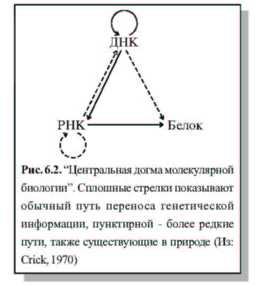 ДНК
РНК
Белок
Рис. 6.2. “Центральная догма молекулярной
биологии”. Сплошные стрелки показывают
обычный путь переноса генетической
информации, пунктирной - более редкие
пути, также существующие в природе (Из:
Crick, 1970)